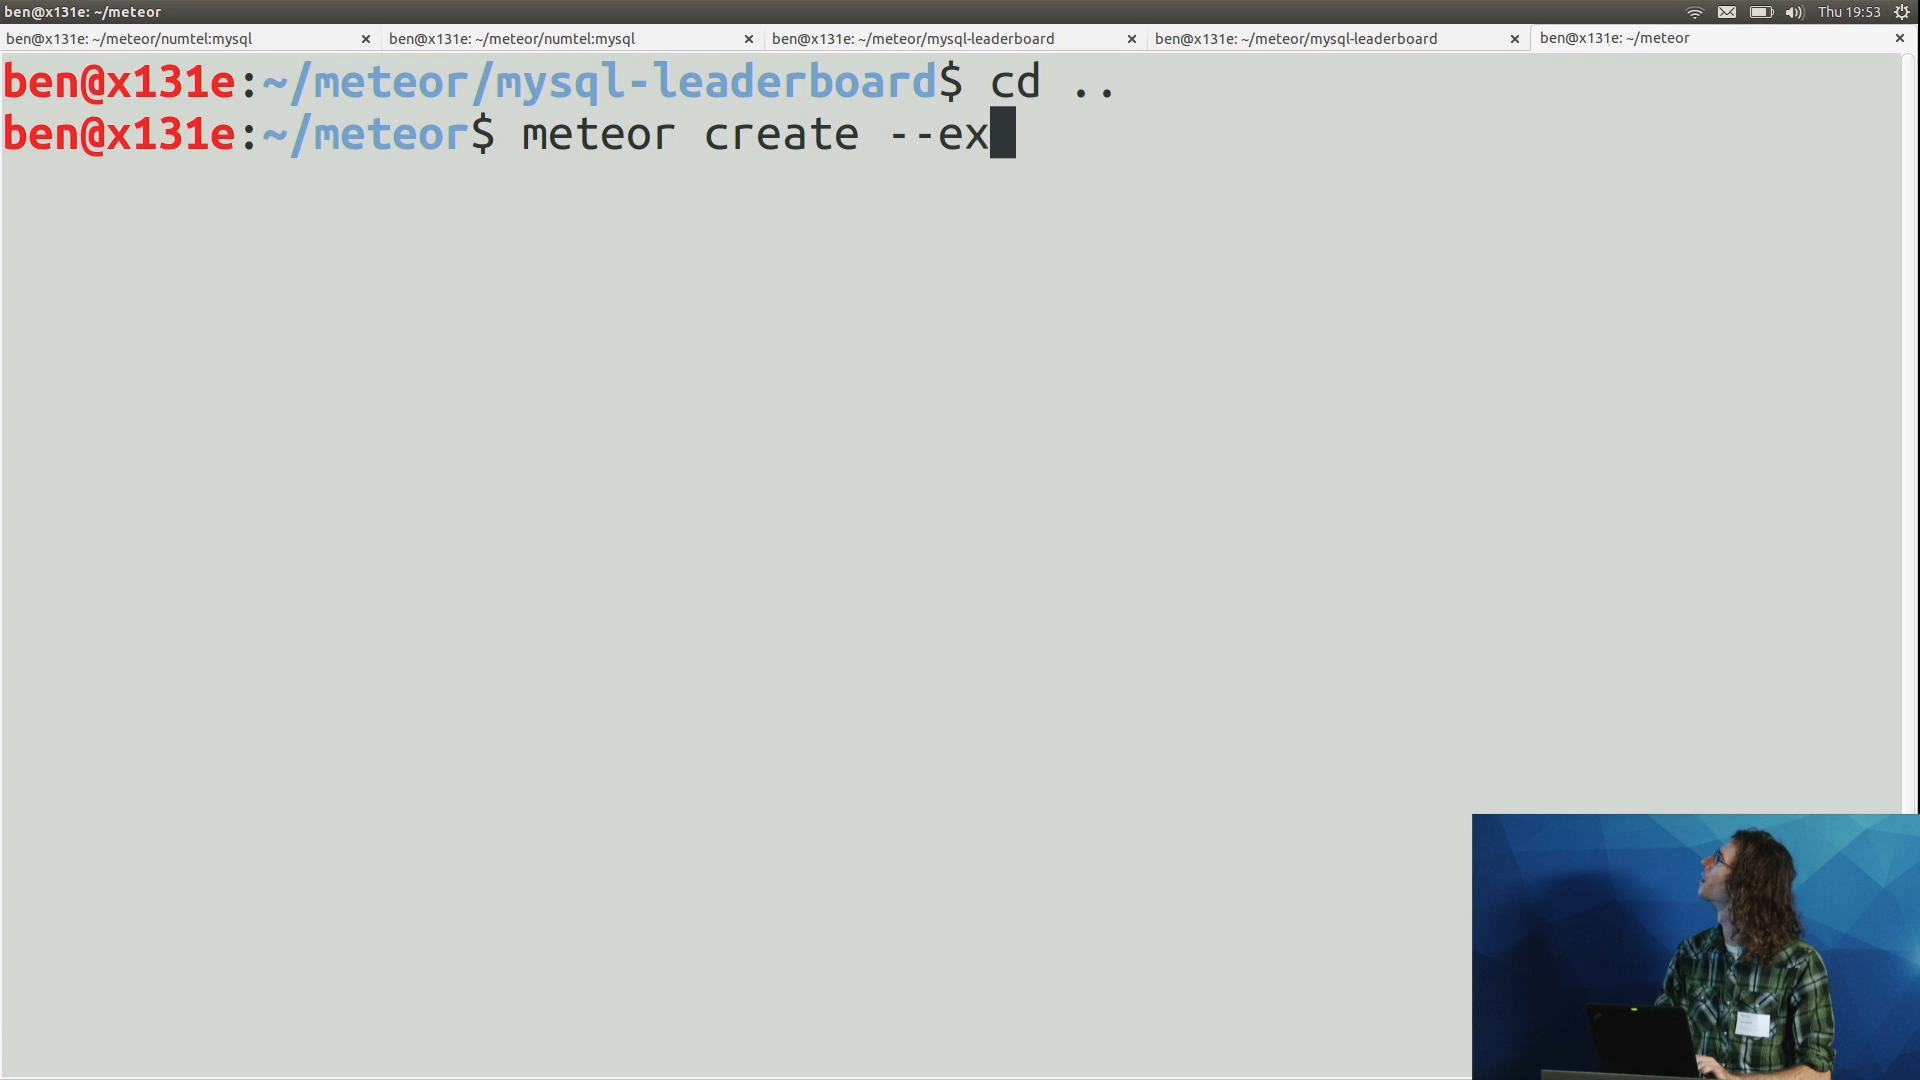 ben@x131e: ~/meteor
Thu 19:53
ben@x131e: ~/meteor/numtel:mysql × ben@x131e: ~/meteor/numtel:mysql × ben@x131e: ~/meteor/mysql-leaderboard × ben@x131e: ~/meteor/mysql-leaderboard × ben@x131e: ~/meteor ×
ben@x131e:~/meteor/mysql-leaderboard$ cd ..
ben@x131e:~/meteor$ meteor create --ex